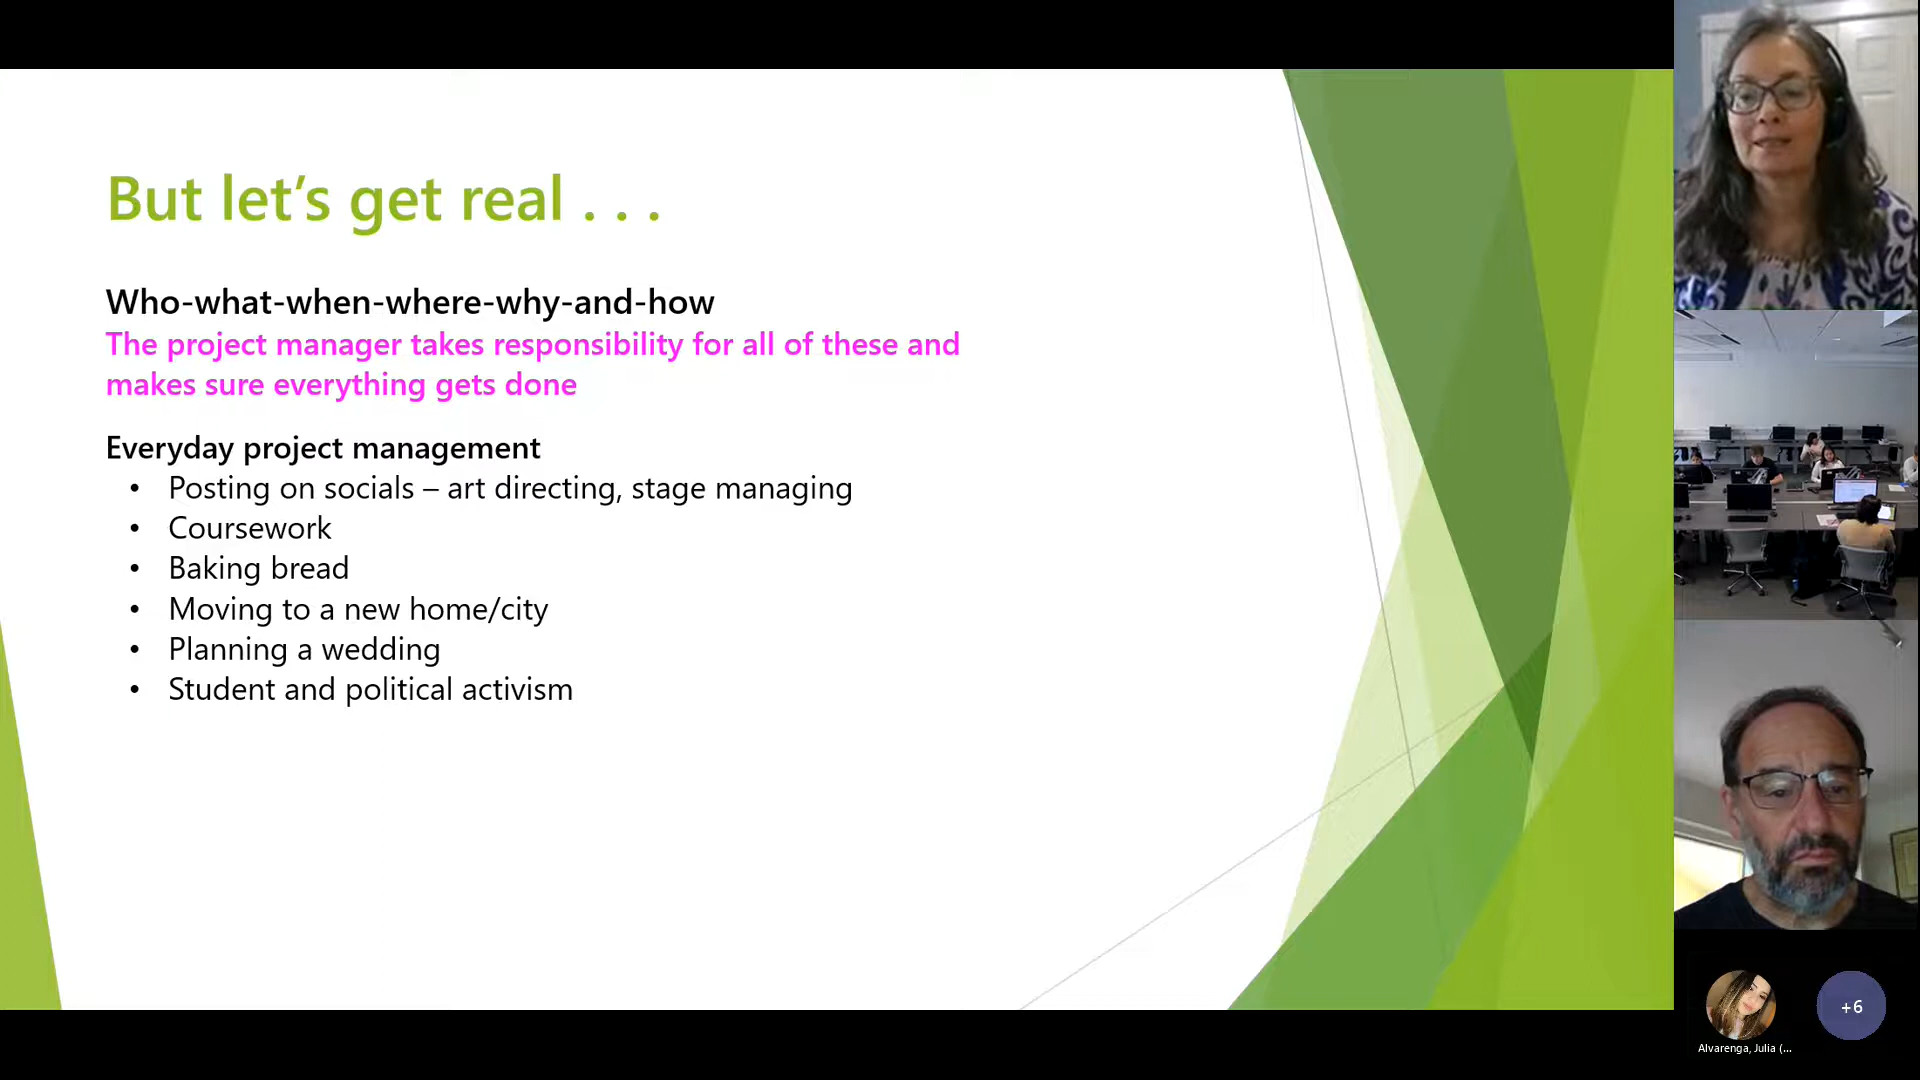 But let's get real . . .
Who-what-when-where-why-and-how
The project manager takes responsibility for all of these and
makes sure everything gets done
Everyday project management
• Posting on socials – art directing, stage managing
• Coursework
• Baking bread
• Moving to a new home/city
• Planning a wedding
• Student and political activism
+6
Alvarenga, Julia (...